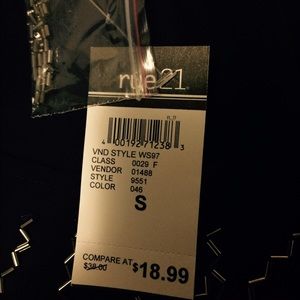 rue21
4 00192 71238 3
VND STYLE WS97
CLASS 0029 F
VENDOR 01488
STYLE 9551
COLOR 046
S
COMPARE AT $38.00
$18.99